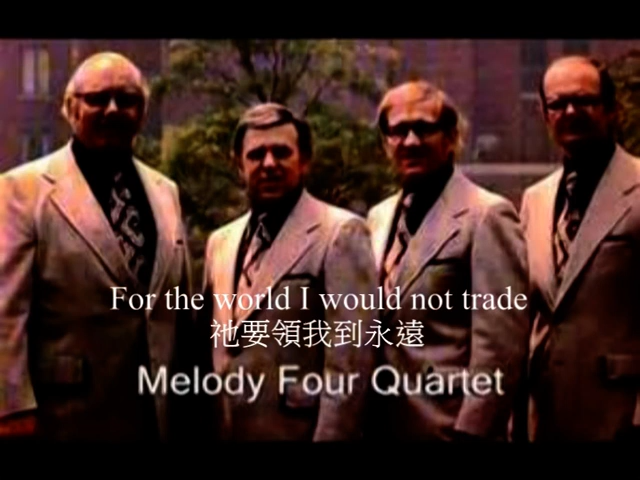 For the world I would not trade
祂要領我到永遠
Melody Four Quartet